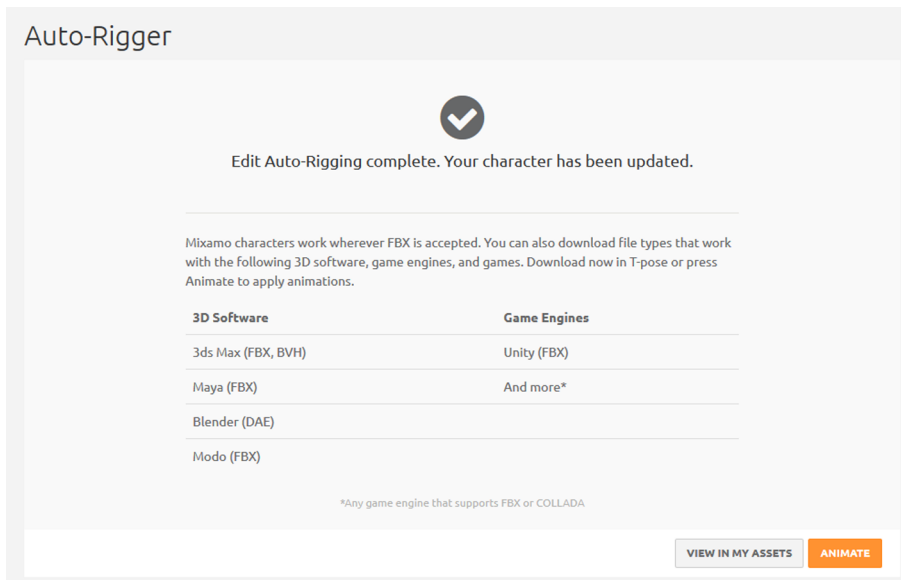 Auto-Rigger
Edit Auto-Rigging complete. Your character has been updated.
Mixamo characters work wherever FBX is accepted. You can also download file types that work
with the following 3D software, game engines, and games. Download now in T-pose or press
Animate to apply animations.
3D Software Game Engines
3ds Max (FBX, BVH) Unity (FBX)
Maya (FBX) And more*
Blender (DAE)
Modo (FBX)
*Any game engine that supports FBX or COLLADA
VIEW IN MY ASSETS ANIMATE